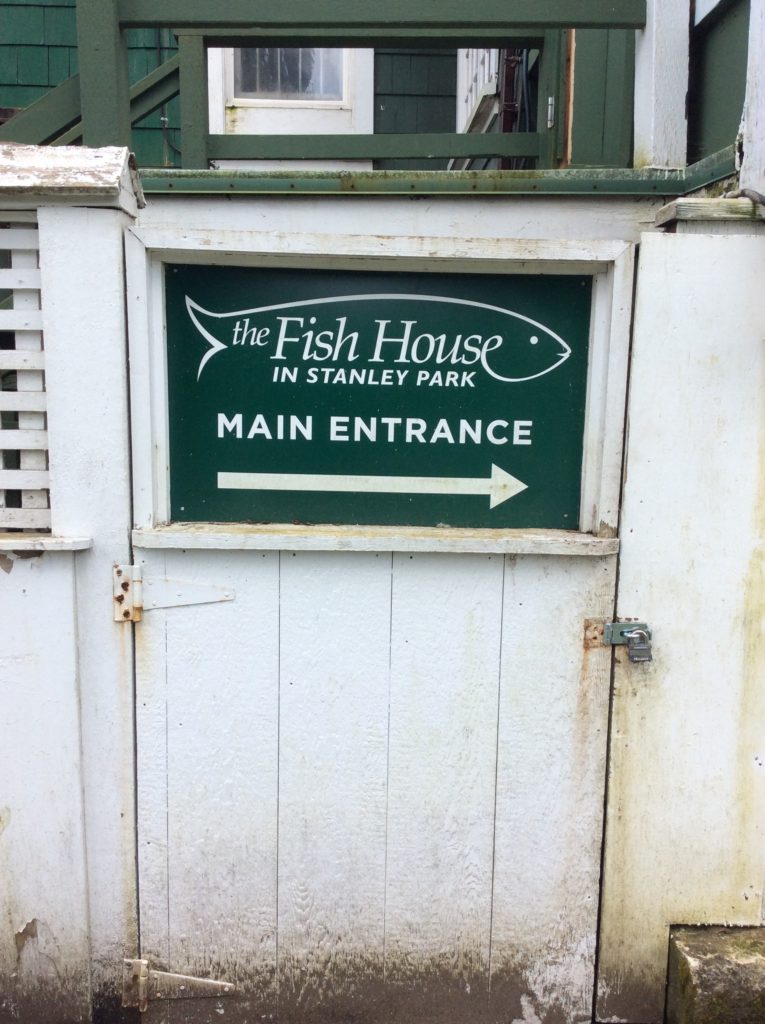 the Fish House
IN STANLEY PARK
MAIN ENTRANCE